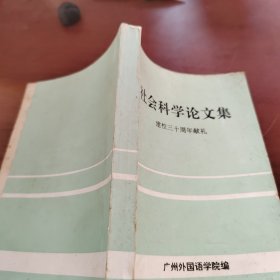 社会科学论文集
建校三十周年献礼
广州外国语学院编